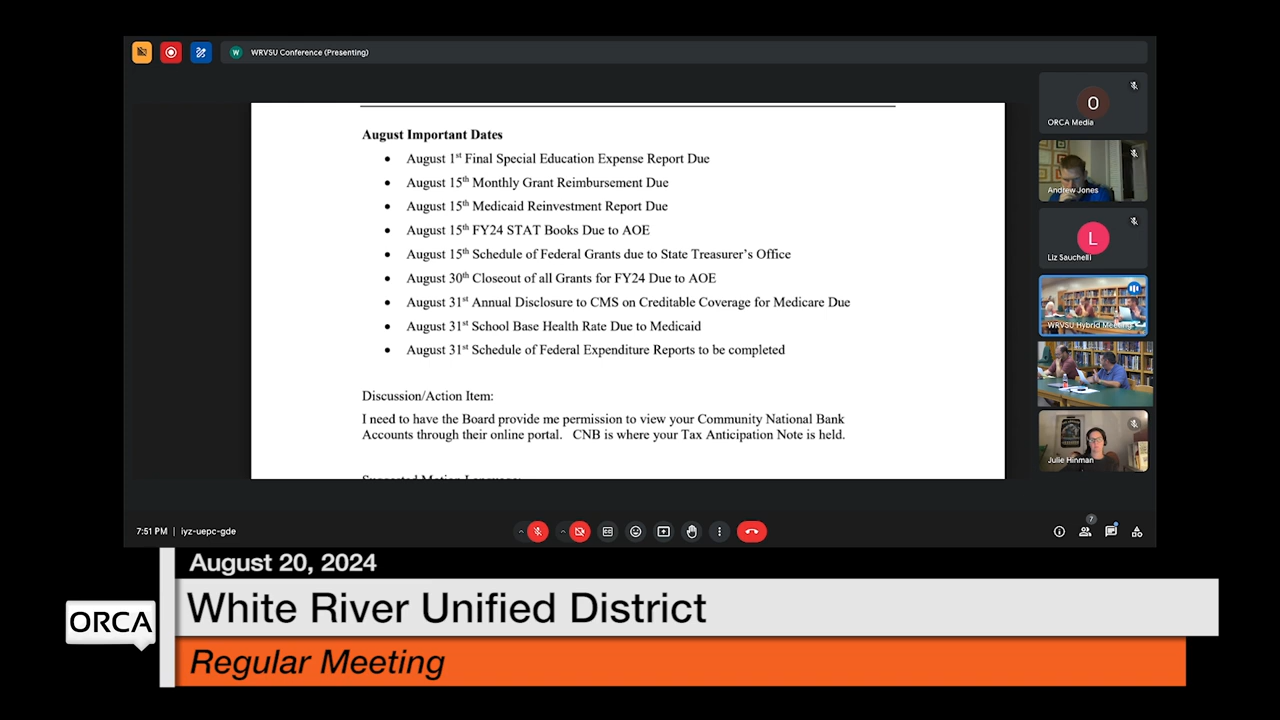 W WRVSU Conference (Presenting)
August Important Dates
• August 1st Final Special Education Expense Report Due
• August 15th Monthly Grant Reimbursement Due
• August 15th Medicaid Reinvestment Report Due
• August 15th FY24 STAT Books Due to AOE
• August 15th Schedule of Federal Grants due to State Treasurer's Office
• August 30th Closeout of all Grants for FY24 Due to AOE
• August 31st Annual Disclosure to CMS on Creditable Coverage for Medicare Due
• August 31st School Base Health Rate Due to Medicaid
• August 31st Schedule of Federal Expenditure Reports to be completed
Discussion/Action Item:
I need to have the Board provide me permission to view your Community National Bank
Accounts through their online portal. CNB is where your Tax Anticipation Note is held.
Suggested Motion Language:
O
ORCA Media
Andrew Jones
L
Liz Sauchelli
WRVSU Hybrid Meeting
Julie Hinman
7:51 PM | iyz-uepc-gde
7
August 20, 2024
ORCA
White River Unified District
Regular Meeting